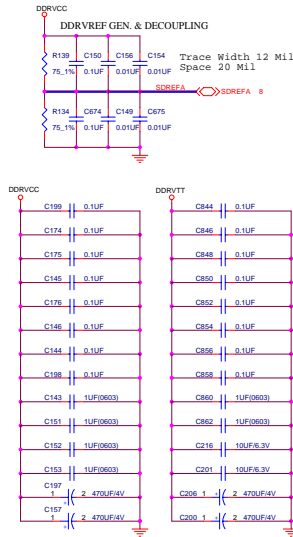 DDRVCC
DDRVREF GEN. & DECOUPLING
R139 C150 C156 C154
75_1% 0.1UF 0.01UF 0.01UF
Trace Width 12 Mil
Space 20 Mil
SDREFA
SDREFA 8
R134 C674 C149 C675
75_1% 0.1UF 0.1UF 0.01UF
DDRVCC DDRVTT
C199 0.1UF C844 0.1UF
C174 0.1UF C846 0.1UF
C175 0.1UF C848 0.1UF
C145 0.1UF C850 0.1UF
C176 0.1UF C852 0.1UF
C146 0.1UF C854 0.1UF
C144 0.1UF C856 0.1UF
C198 0.1UF C858 0.1UF
C143 1UF(0603) C860 1UF(0603)
C151 1UF(0603) C862 1UF(0603)
C152 1UF(0603) C216 10UF/6.3V
C153 1UF(0603) C201 10UF/6.3V
C197
1 + 2 470UF/4V C206 1 + 2 470UF/4V
C157
1 + 2 470UF/4V C200 1 + 2 470UF/4V